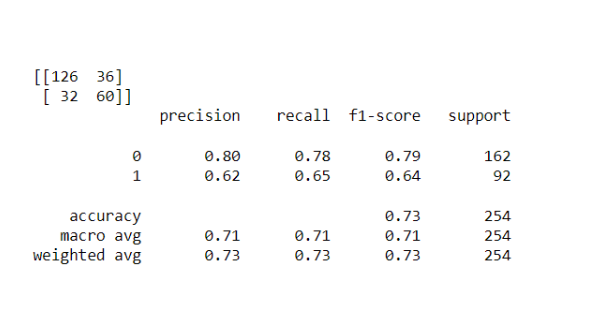 [[126  36]
 [ 32  60]]
precision recall f1-score support
0 0.80 0.78 0.79 162
1 0.62 0.65 0.64 92
accuracy 0.73 254
macro avg 0.71 0.71 0.71 254
weighted avg 0.73 0.73 0.73 254